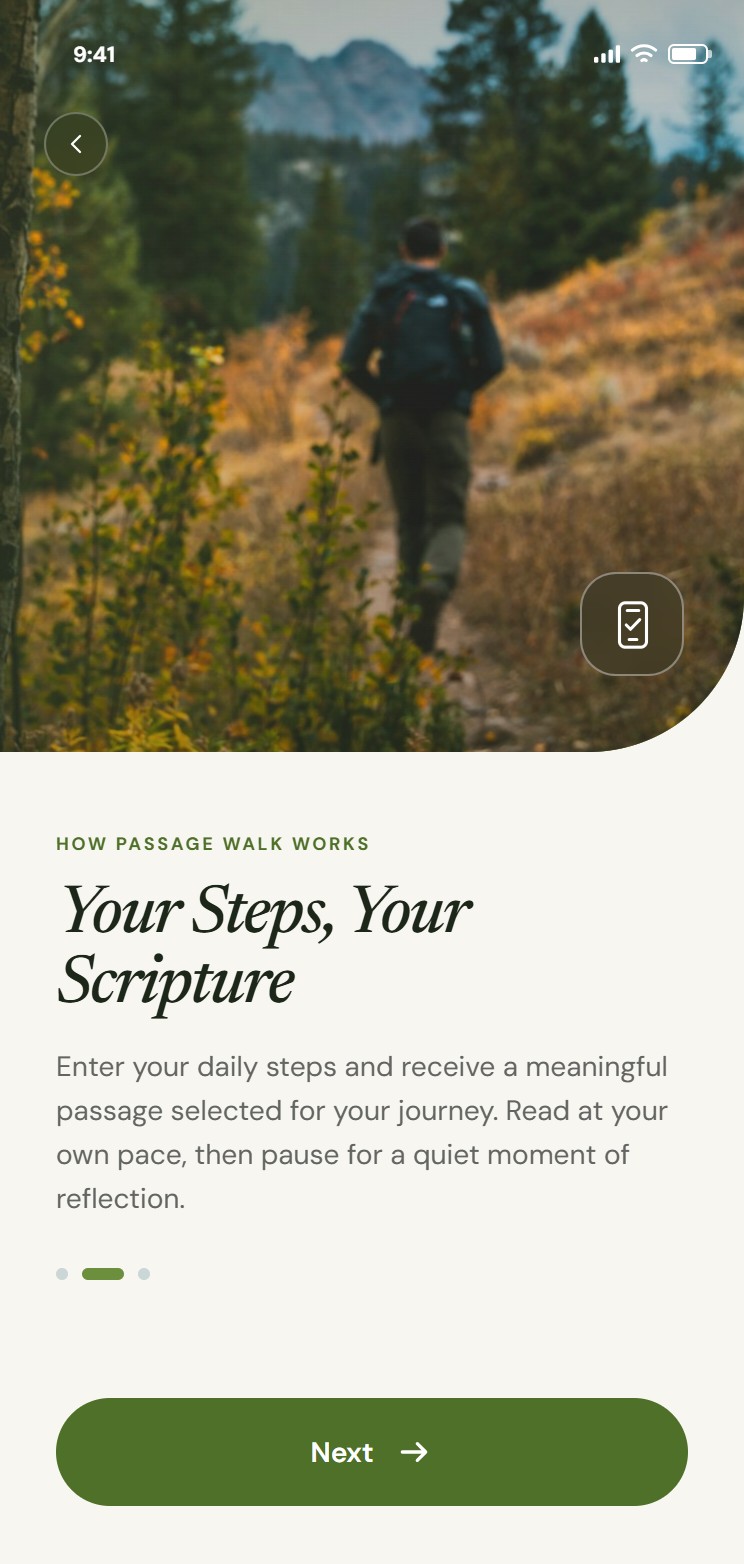 9:41
HOW PASSAGE WALK WORKS
Your Steps, Your
Scripture
Enter your daily steps and receive a meaningful
passage selected for your journey. Read at your
own pace, then pause for a quiet moment of
reflection.
Next